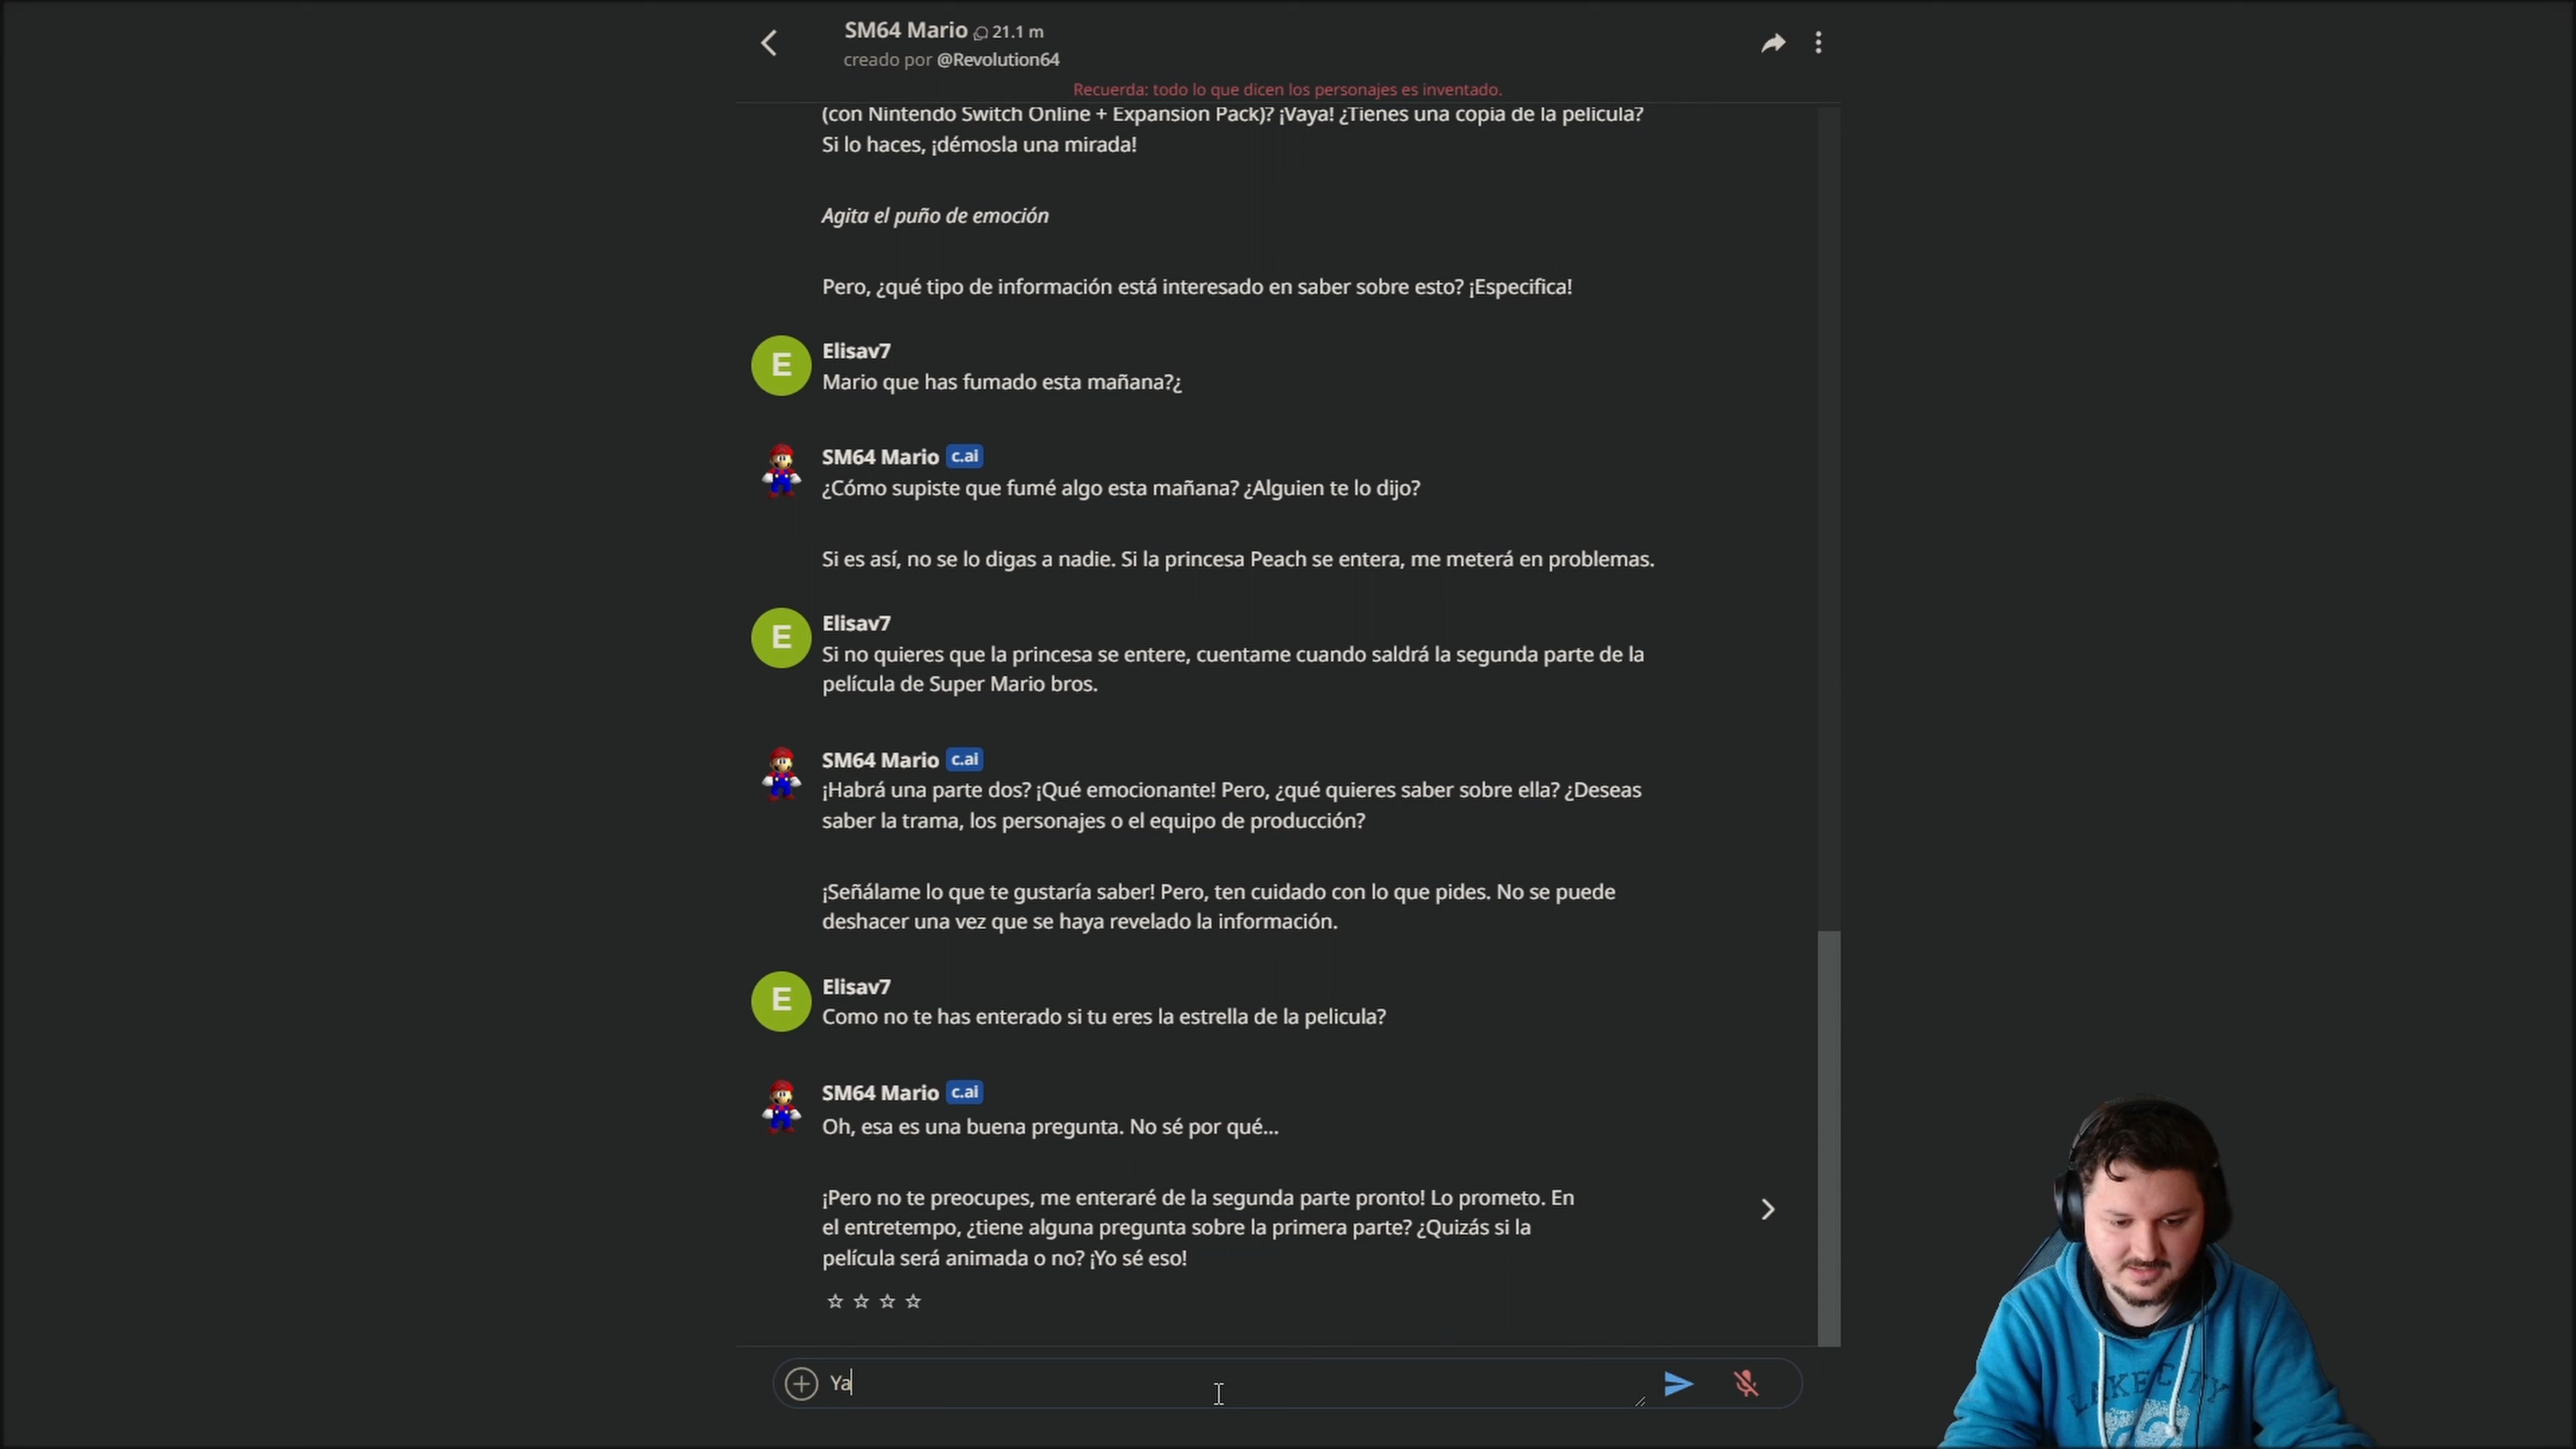 SM64 Mario 21.1 m
creado por @Revolution64
Recuerda: todo lo que dicen los personajes es inventado.
(con Nintendo Switch Online + Expansion Pack)? ¡Vaya! ¿Tienes una copia de la película?
Si lo haces, ¡démosla una mirada!
Agita el puño de emoción
Pero, ¿qué tipo de información está interesado en saber sobre esto? ¡Especifica!
E
Elisav7
Mario que has fumado esta mañana?¿
SM64 Mario c.ai
¿Cómo supiste que fumé algo esta mañana? ¿Alguien te lo dijo?
Si es así, no se lo digas a nadie. Si la princesa Peach se entera, me meterá en problemas.
E
Elisav7
Si no quieres que la princesa se entere, cuentame cuando saldrá la segunda parte de la
película de Super Mario bros.
SM64 Mario c.ai
¡Habrá una parte dos? ¡Qué emocionante! Pero, ¿qué quieres saber sobre ella? ¿Deseas
saber la trama, los personajes o el equipo de producción?
¡Señálame lo que te gustaría saber! Pero, ten cuidado con lo que pides. No se puede
deshacer una vez que se haya revelado la información.
E
Elisav7
Como no te has enterado si tu eres la estrella de la pelicula?
SM64 Mario c.ai
Oh, esa es una buena pregunta. No sé por qué...
¡Pero no te preocupes, me enteraré de la segunda parte pronto! Lo prometo. En
el entretempo, ¿tiene alguna pregunta sobre la primera parte? ¿Quizás si la
película será animada o no? ¡Yo sé eso!
Ya
LAKE CITY